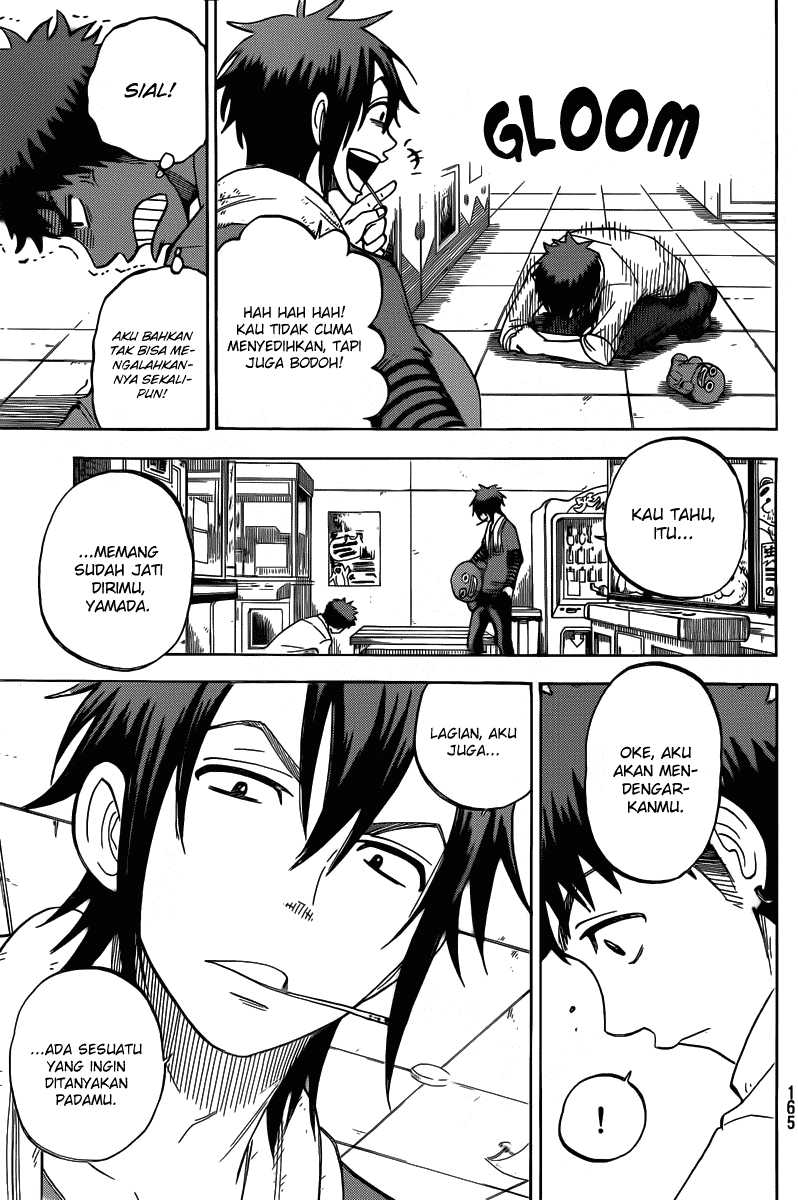 GLOOM
HAH HAH HAH!
KAU TIDAK CUMA
MENYEDIHKAN, TAPI
JUGA BODOH!
SIAL!
AKU BAHKAN
TAK BISA ME-
NGALAHKAN-
NYA SEKALI-
PUN!
KAU TAHU,
ITU...
...MEMANG
SUDAH JATI
DIRIMU,
YAMADA.
OKE, AKU
AKAN MEN-
DENGAR-
KANMU.
!
LAGIAN, AKU
JUGA...
...ADA SESUATU
YANG INGIN
DITANYAKAN
PADAMU.
165